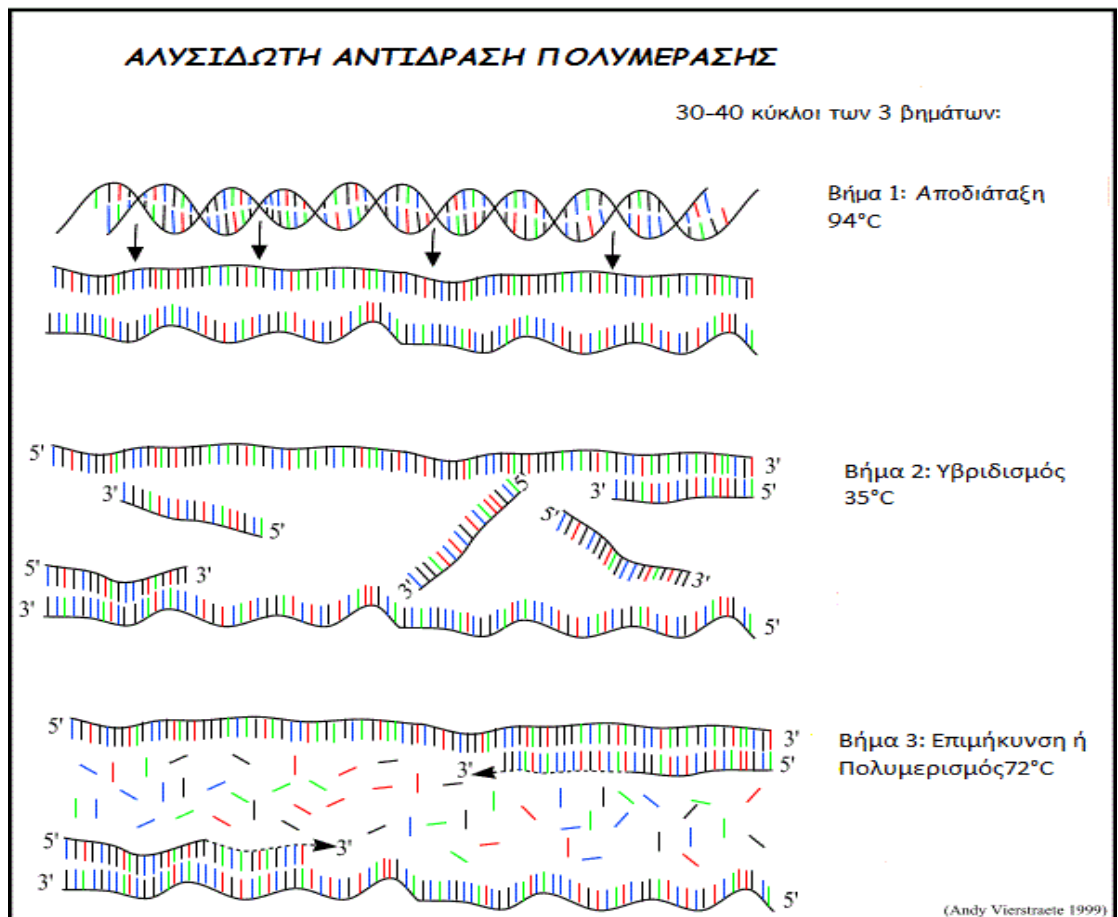 ΑΛΥΣΙΔΩΤΗ ΑΝΤΙΔΡΑΣΗ ΠΟΛΥΜΕΡΑΣΗΣ
30-40 κύκλοι των 3 βημάτων:
Βήμα 1: Αποδιάταξη
94°C
5'
3'
Βήμα 2: Υβριδισμός
35°C
3'
5'
5'
3'
5'
5'
3'
5'
3'
3'
3'
5'
5'
3'
Βήμα 3: Επιμήκυνση ή
Πολυμερισμός72°C
3'
5'
5'
3'
3'
5'
(Andy Vierstraete 1999)